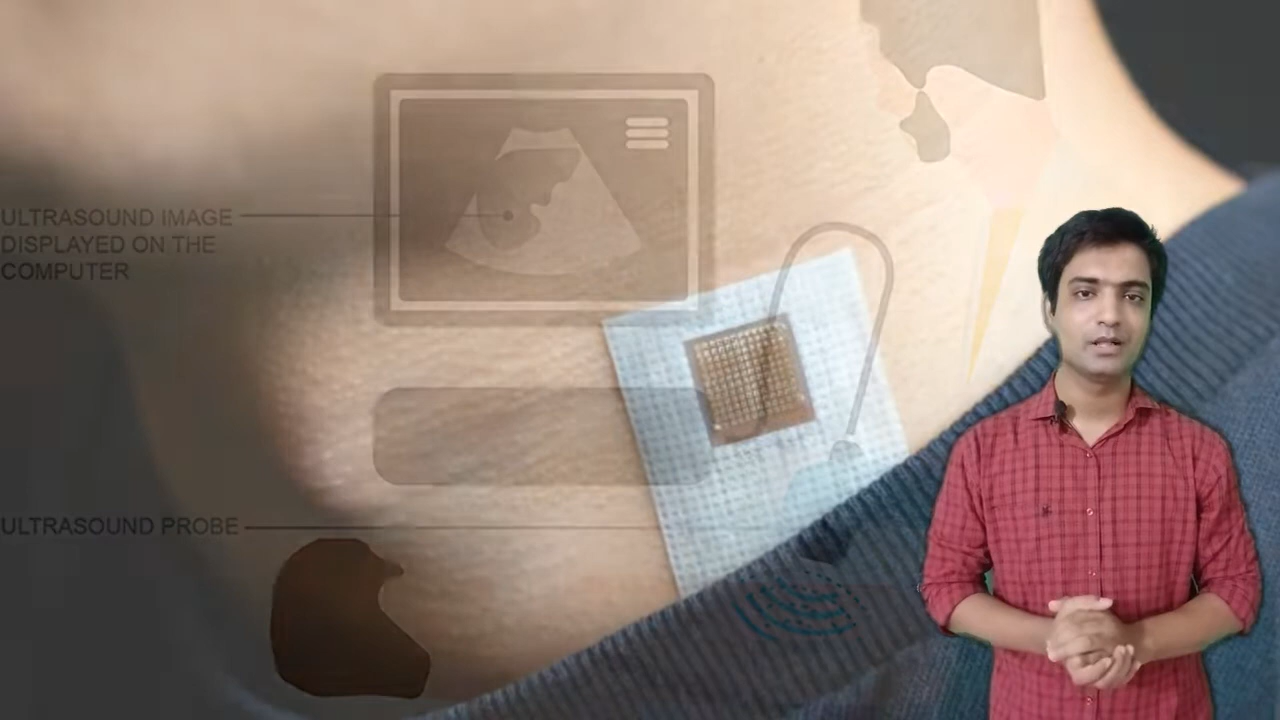 ULTRASOUND IMAGE
DISPLAYED ON THE
COMPUTER
ULTRASOUND PROBE